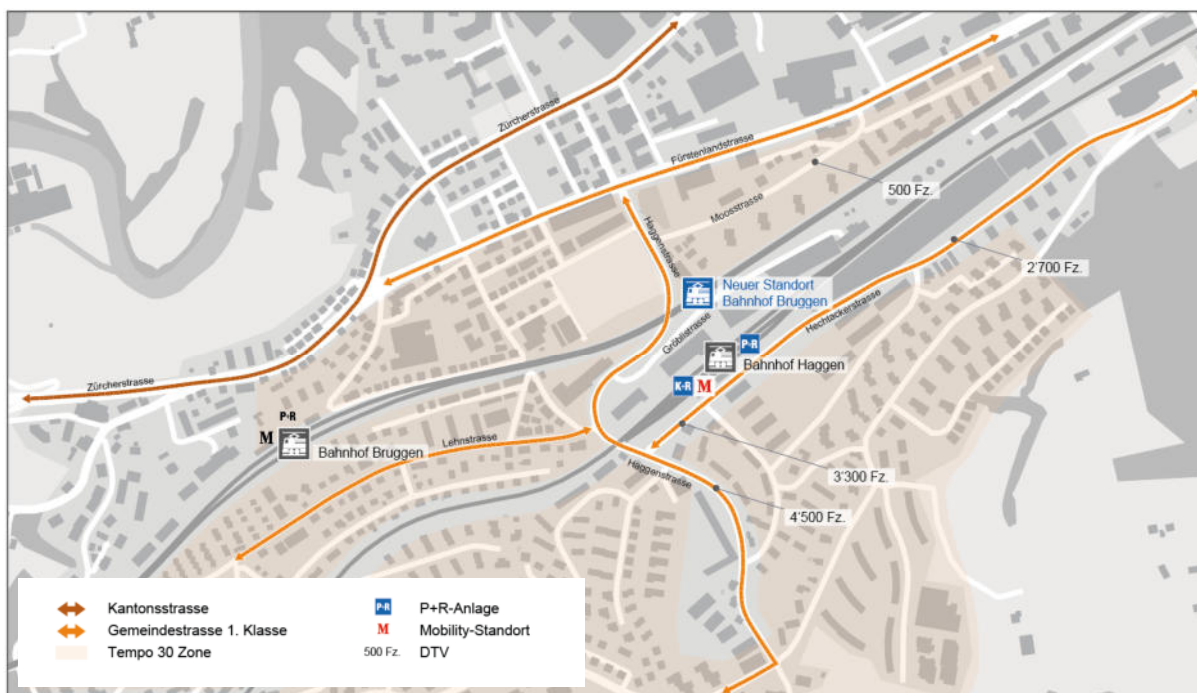 Zürcherstrasse
Fürstenlandstrasse
500 Fz.
Moosstrasse
Haggenstrasse
2'700 Fz.
Neuer Standort
Bahnhof Bruggen
Hechtackerstrasse
Gröblistrasse
P+R
Bahnhof Haggen
K+R M
Zürcherstrasse
P+R
M
Bahnhof Bruggen
Lehnstrasse
Haggenstrasse
3'300 Fz.
4'500 Fz.
Kantonsstrasse
P+R P+R-Anlage
Gemeindestrasse 1. Klasse
M Mobility-Standort
Tempo 30 Zone
500 Fz. DTV